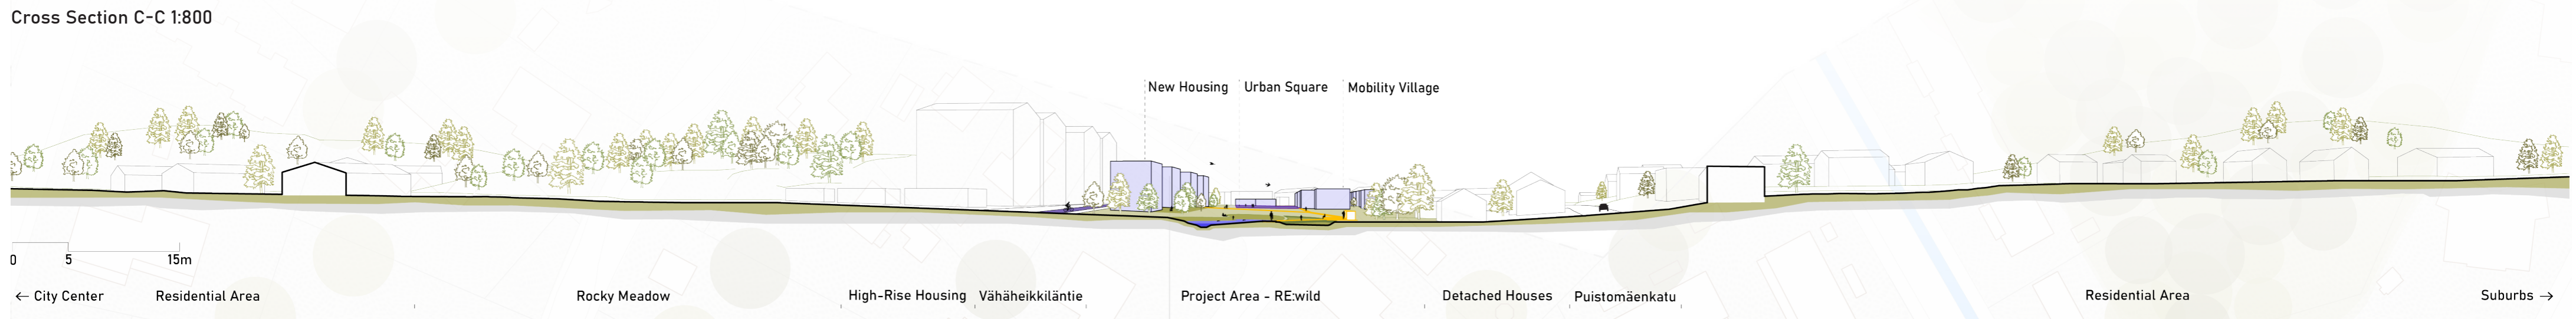 Cross Section C-C 1:800
New Housing
Urban Square
Mobility Village
0 5 15m
← City Center
Residential Area
Rocky Meadow
High-Rise Housing
Vähäheikkiläntie
Project Area - RE:wild
Detached Houses
Puistomäenkatu
Residential Area
Suburbs →